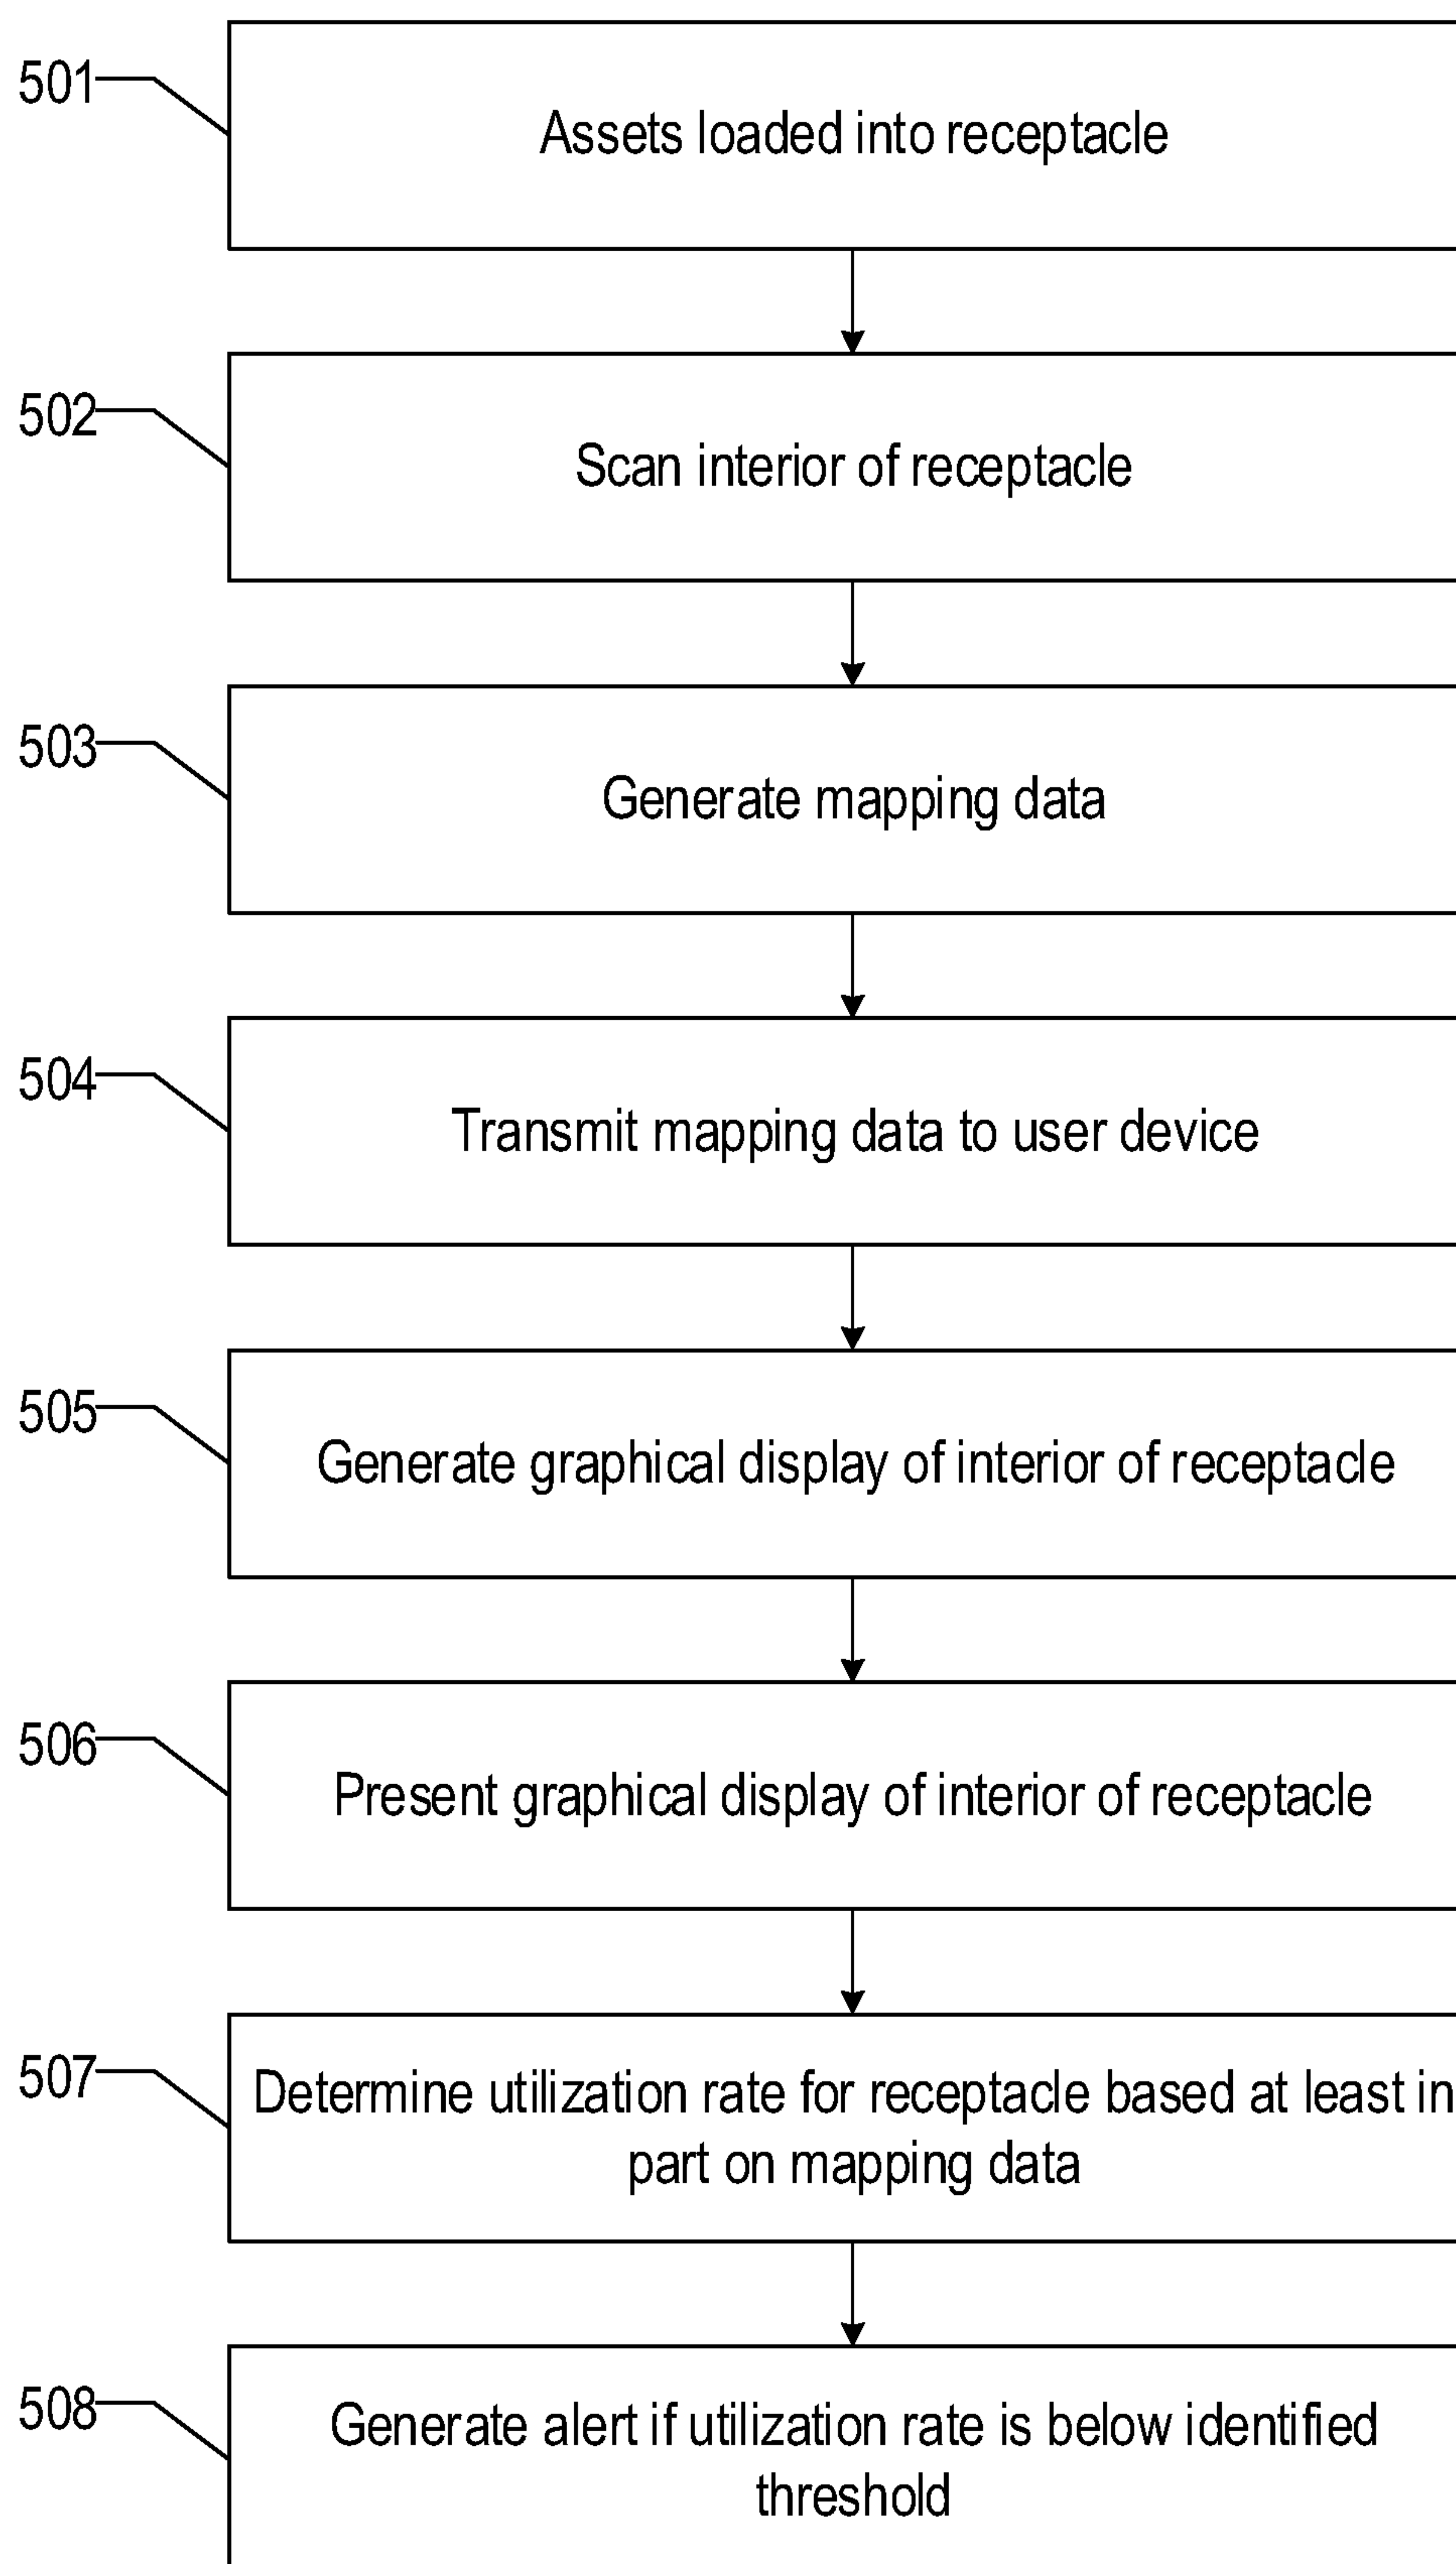 501
Assets loaded into receptacle
502
Scan interior of receptacle
503
Generate mapping data
504
Transmit mapping data to user device
505
Generate graphical display of interior of receptacle
506
Present graphical display of interior of receptacle
507
Determine utilization rate for receptacle based at least in
part on mapping data
508
Generate alert if utilization rate is below identified
threshold